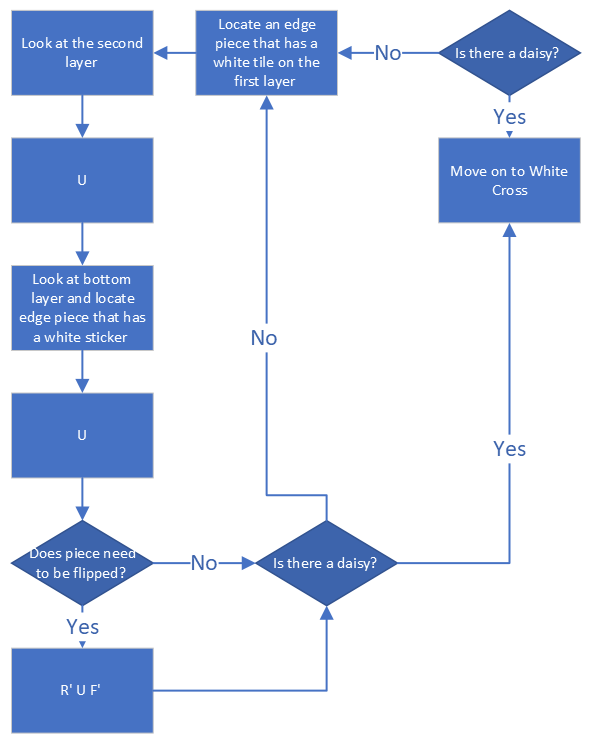 Look at the second
layer
Locate an edge
piece that has a
white tile on the
first layer
No
Is there a daisy?
Yes
U
Move on to White
Cross
Look at bottom
layer and locate
edge piece that has
a white sticker
No
U
Yes
Does piece need
to be flipped?
No
Is there a daisy?
Yes
R' U F'